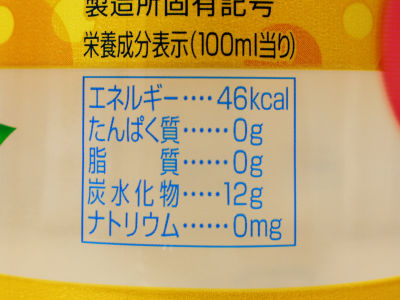 製造所固有記号
栄養成分表示(100ml当り)
エネルギー‥‥46kcal
たんぱく質‥‥‥0g
脂　　質‥‥‥0g
炭水化物‥‥‥12g
ナトリウム‥‥‥0mg